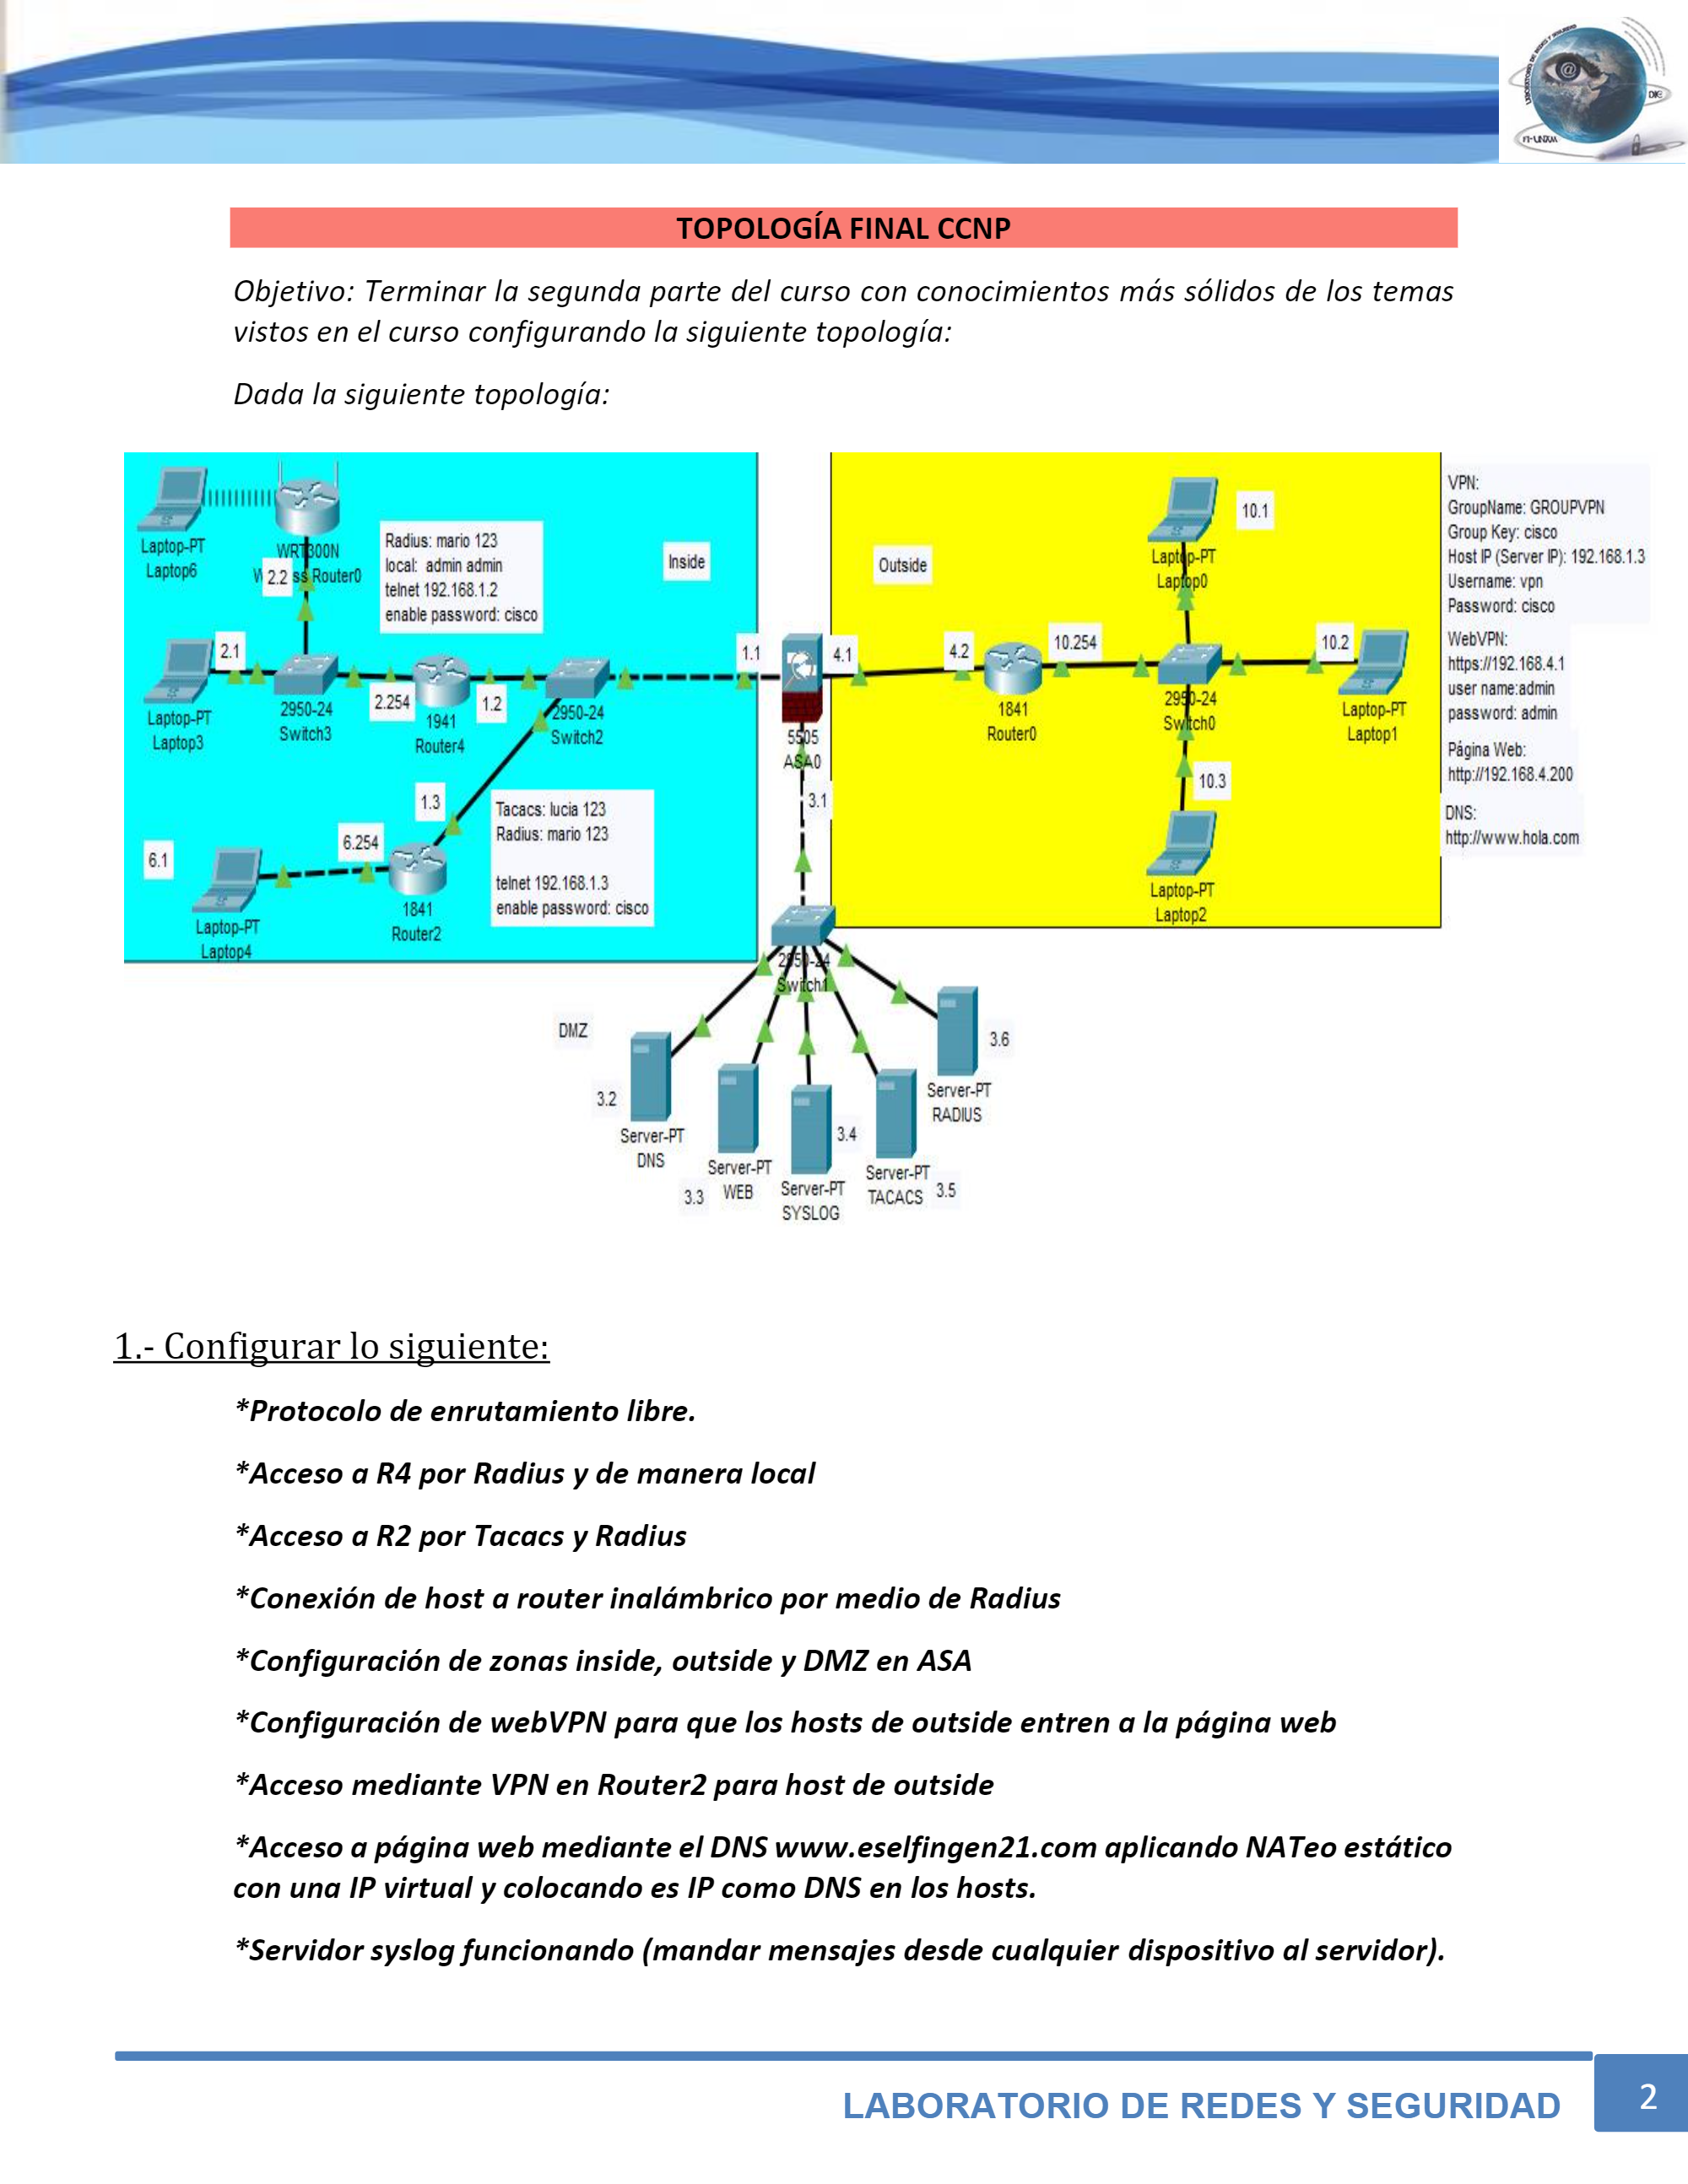 TOPOLOGÍA FINAL CCNP
Objetivo: Terminar la segunda parte del curso con conocimientos más sólidos de los temas
vistos en el curso configurando la siguiente topología:
Dada la siguiente topología:
Laptop-PT
Laptop6
WRT300N
Router0
2.2
Radius: mario 123
local: admin admin
telnet 192.168.1.2
enable password: cisco
Inside
Outside
2.1
Laptop-PT
Laptop3
2950-24
Switch3
2.254
1941
Router4
1.2
2950-24
Switch2
1.1
5505
ASA0
4.1
3.1
4.2
1841
Router0
10.254
2950-24
Switch0
Laptop-PT
Laptop0
10.1
10.2
Laptop-PT
Laptop1
10.3
Laptop-PT
Laptop2
1.3
6.254
6.1
Laptop-PT
Laptop4
1841
Router2
Tacacs: lucia 123
Radius: mario 123
telnet 192.168.1.3
enable password: cisco
VPN:
GroupName: GROUPVPN
Group Key: cisco
Host IP (Server IP): 192.168.1.3
Username: vpn
Password: cisco
WebVPN:
https://192.168.4.1
user name:admin
password: admin
Página Web:
http://192.168.4.200
DNS:
http://www.hola.com
2950-24
Switch1
DMZ
3.2
Server-PT
DNS
3.3
Server-PT
WEB
3.4
Server-PT
SYSLOG
Server-PT
TACACS
3.5
3.6
Server-PT
RADIUS
1.- Configurar lo siguiente:
*Protocolo de enrutamiento libre.
*Acceso a R4 por Radius y de manera local
*Acceso a R2 por Tacacs y Radius
*Conexión de host a router inalámbrico por medio de Radius
*Configuración de zonas inside, outside y DMZ en ASA
*Configuración de webVPN para que los hosts de outside entren a la página web
*Acceso mediante VPN en Router2 para host de outside
*Acceso a página web mediante el DNS www.eselfingen21.com aplicando NATeo estático
con una IP virtual y colocando es IP como DNS en los hosts.
*Servidor syslog funcionando (mandar mensajes desde cualquier dispositivo al servidor).
LABORATORIO DE REDES Y SEGURIDAD
2